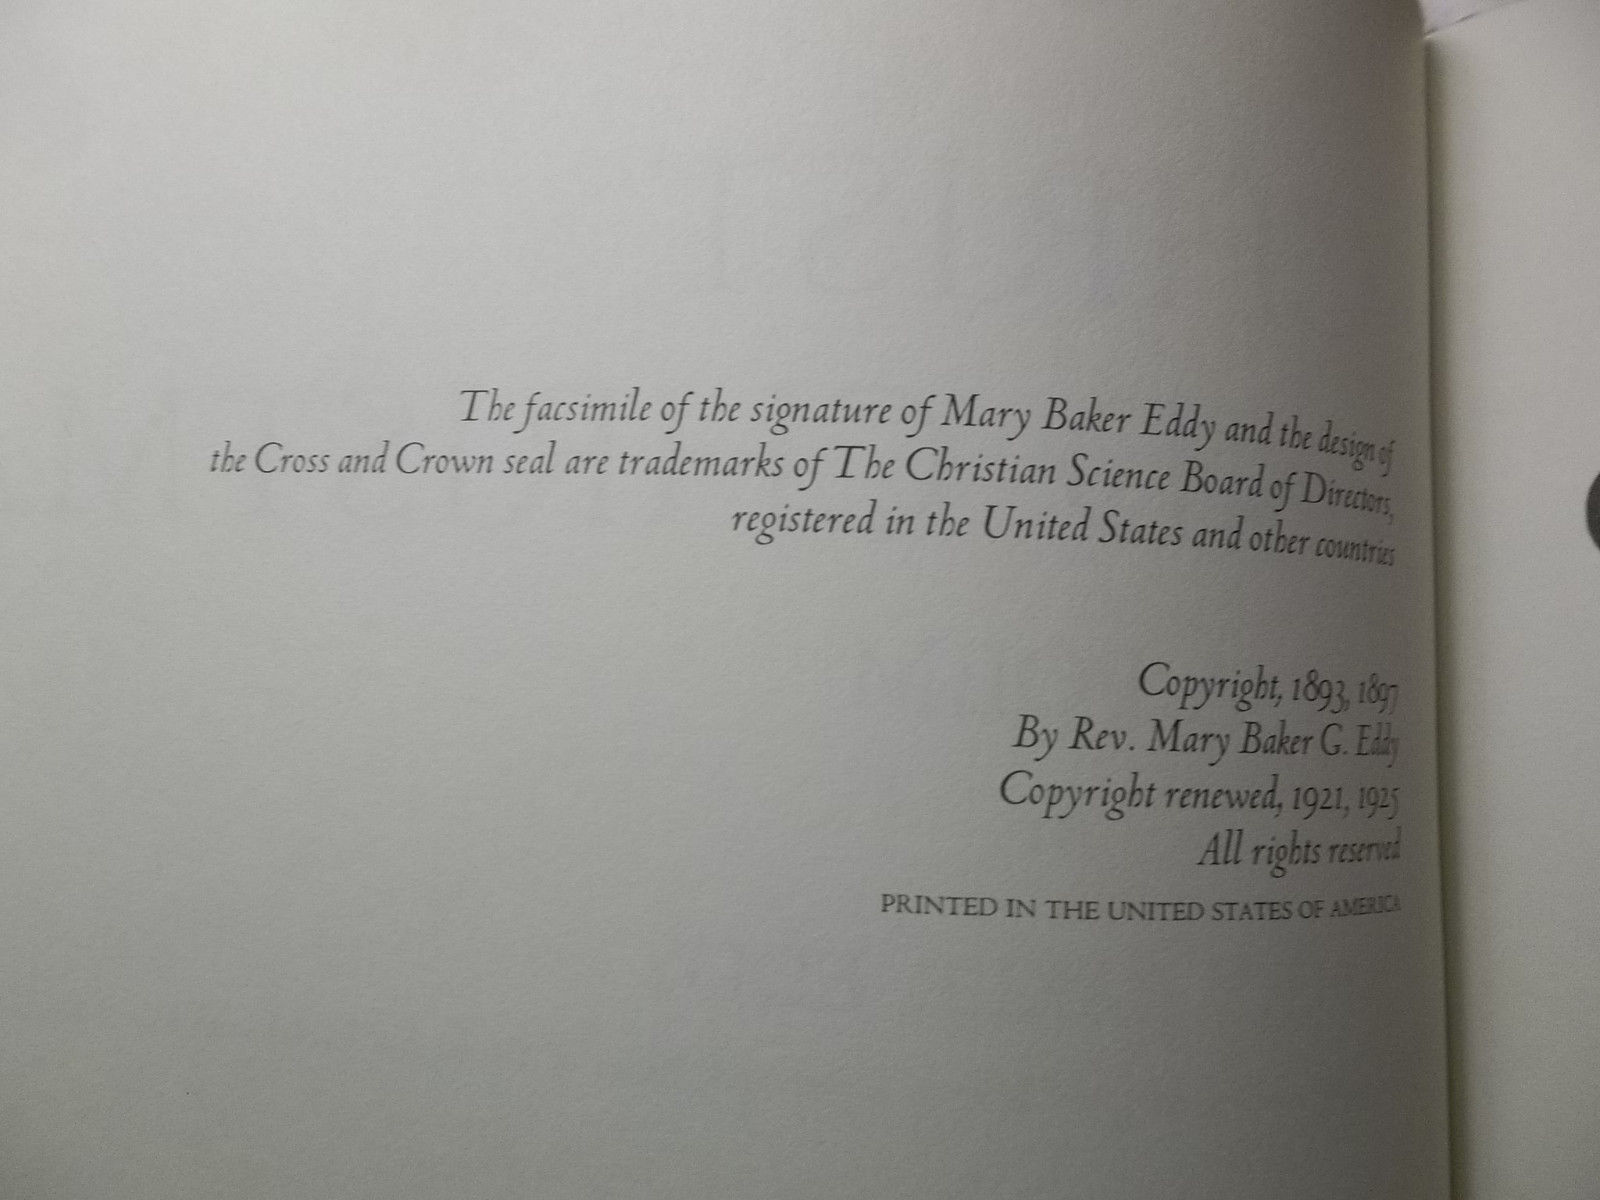 The facsimile of the signature of Mary Baker Eddy and the design of
the Cross and Crown seal are trademarks of The Christian Science Board of Directors,
registered in the United States and other countries
Copyright, 1893, 1897
By Rev. Mary Baker G. Eddy
Copyright renewed, 1921, 1925
All rights reserved
PRINTED IN THE UNITED STATES OF AMERICA